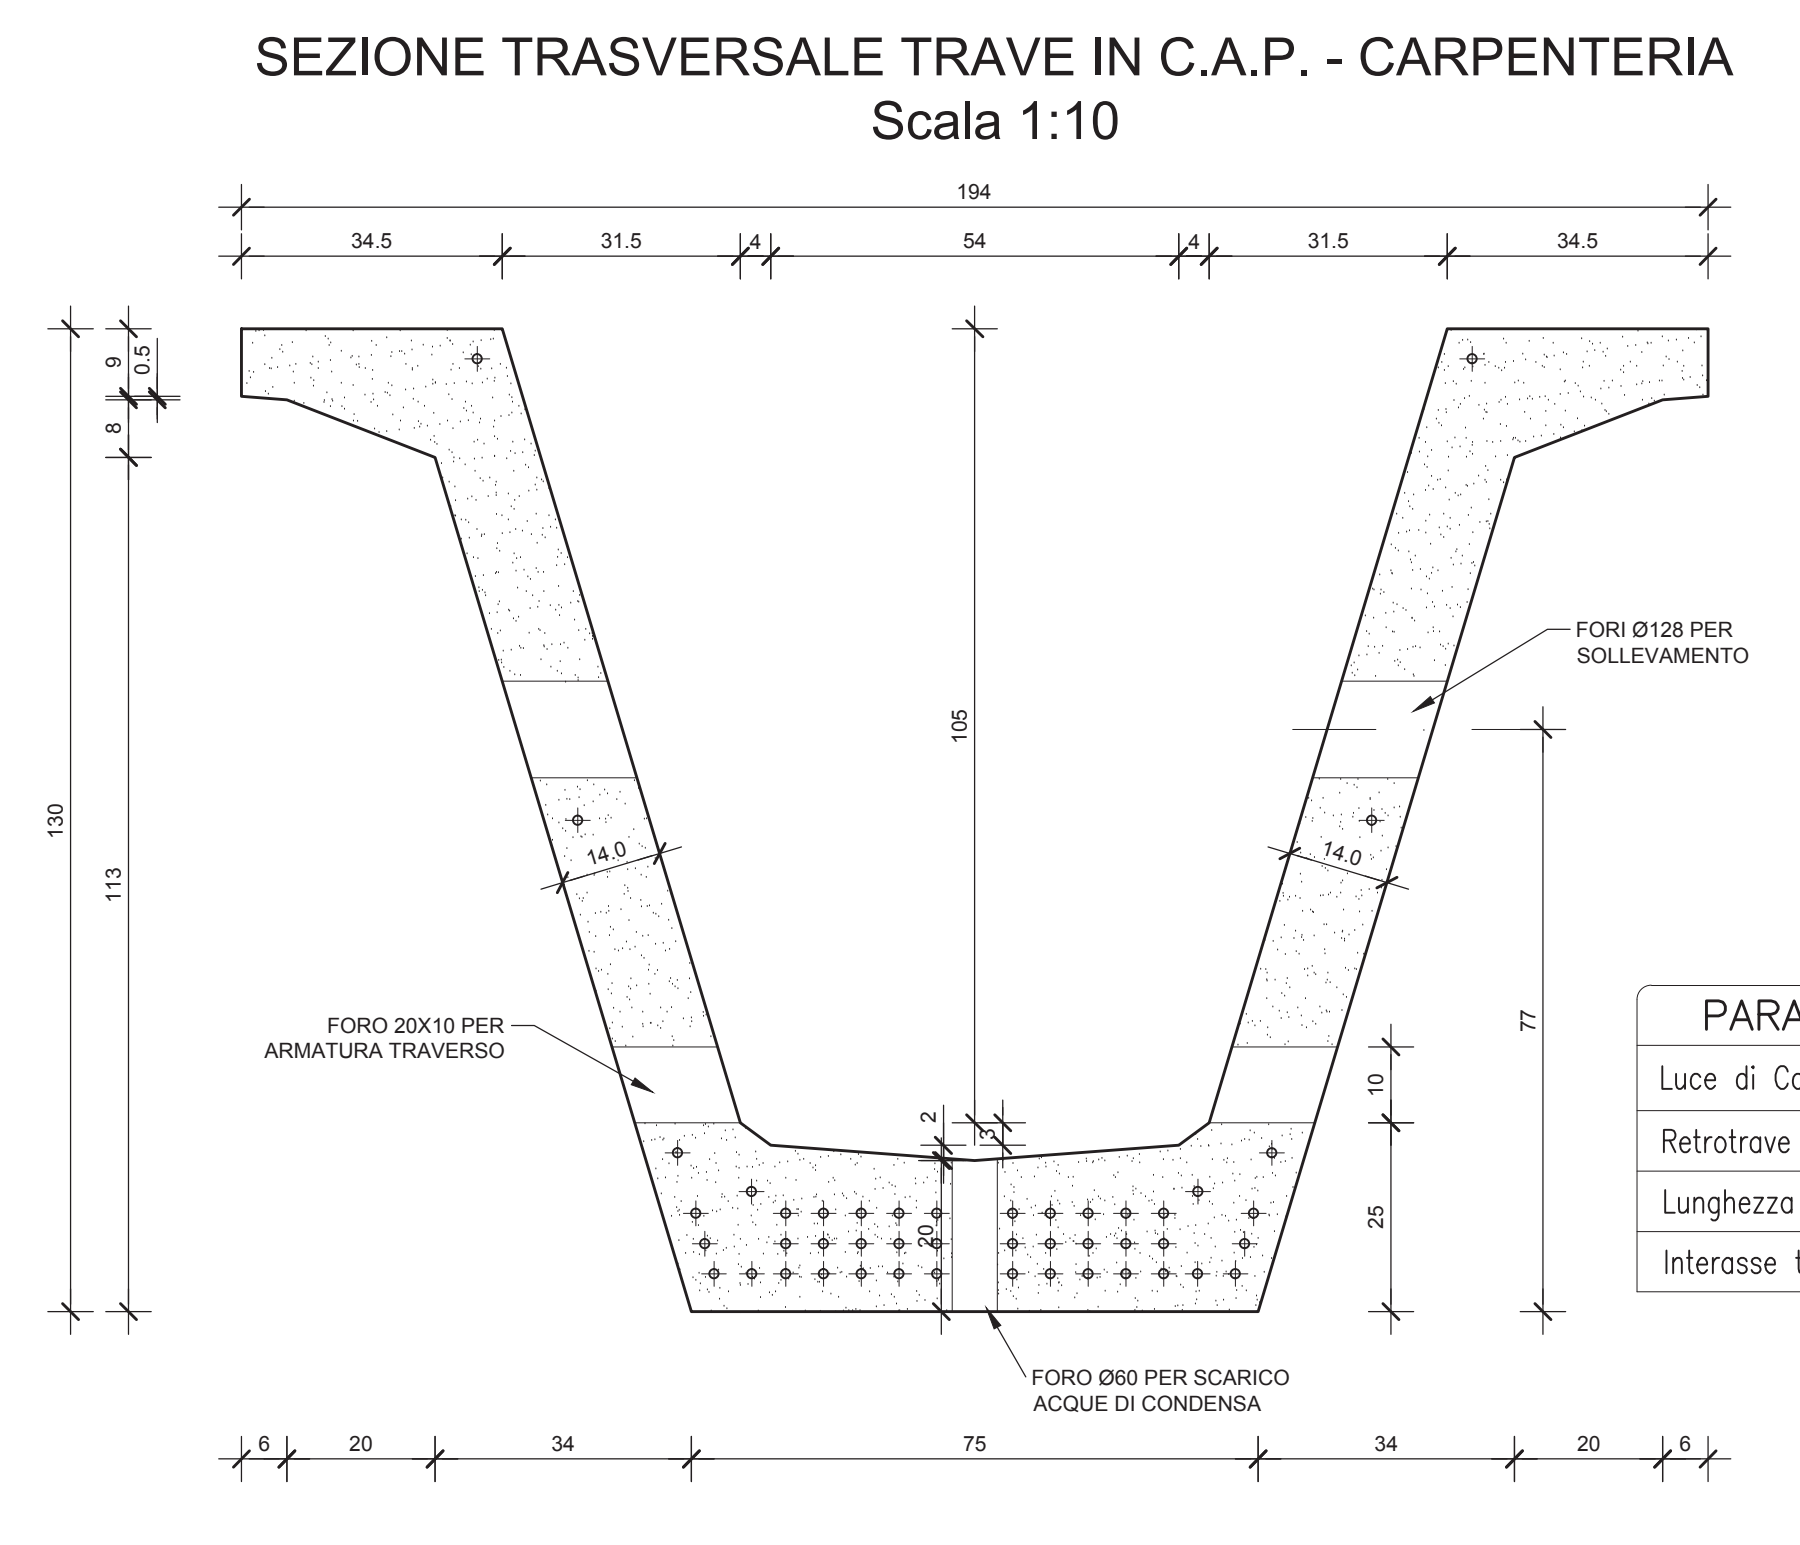 SEZIONE TRASVERSALE TRAVE IN C.A.P. - CARPENTERIA
Scala 1:10
194
34.5 31.5 4 54 4 31.5 34.5
9
0.5
8
130
113
105
14.0
14.0
FORI Ø128 PER
SOLLEVAMENTO
77
FORO 20X10 PER
ARMATURA TRAVERSO
10
2
3
20
25
PARA
Luce di Co
Retrotrave
Lunghezza
Interasse t
FORO Ø60 PER SCARICO
ACQUE DI CONDENSA
6 20 34 75 34 20 6